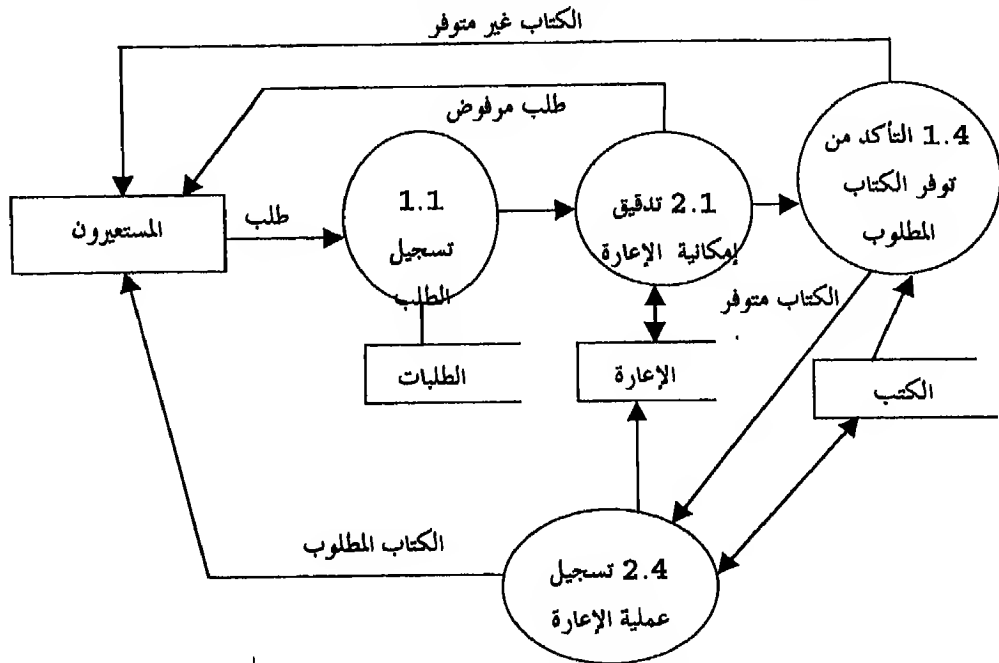 الكتاب غير متوفر
طلب مرفوض
1.4 التأكد من
توفر الكتاب
المطلوب
2.1 تدقيق
إمكانية الإعارة
1.1
تسجيل
الطلب
طلب
المستعيرون
الكتاب متوفر
الطلبات
الإعارة
الكتب
الكتاب المطلوب
2.4 تسجيل
عملية الإعارة